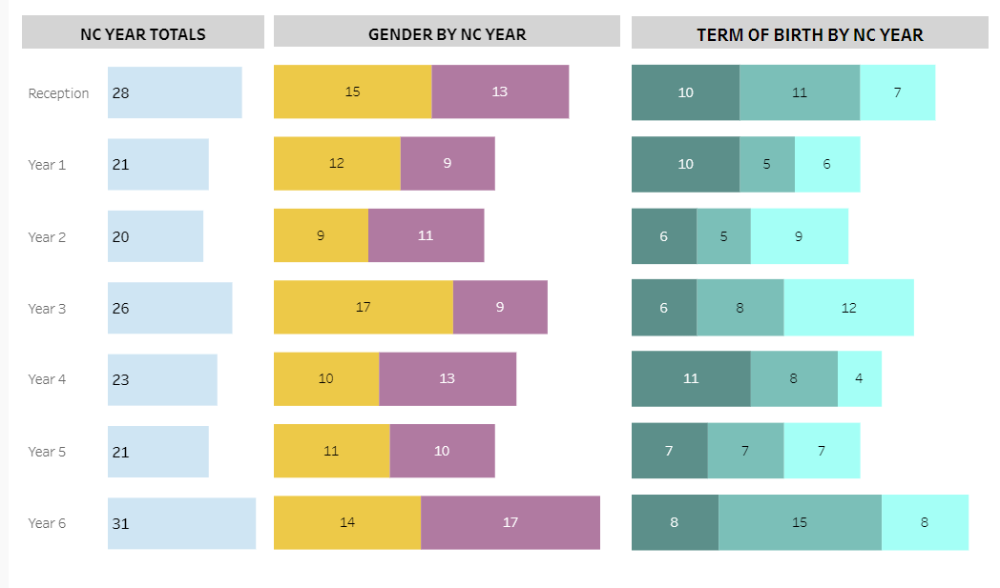 NC YEAR TOTALS GENDER BY NC YEAR TERM OF BIRTH BY NC YEAR
Reception 28 15 13 10 11 7
Year 1 21 12 9 10 5 6
Year 2 20 9 11 6 5 9
Year 3 26 17 9 6 8 12
Year 4 23 10 13 11 8 4
Year 5 21 11 10 7 7 7
Year 6 31 14 17 8 15 8